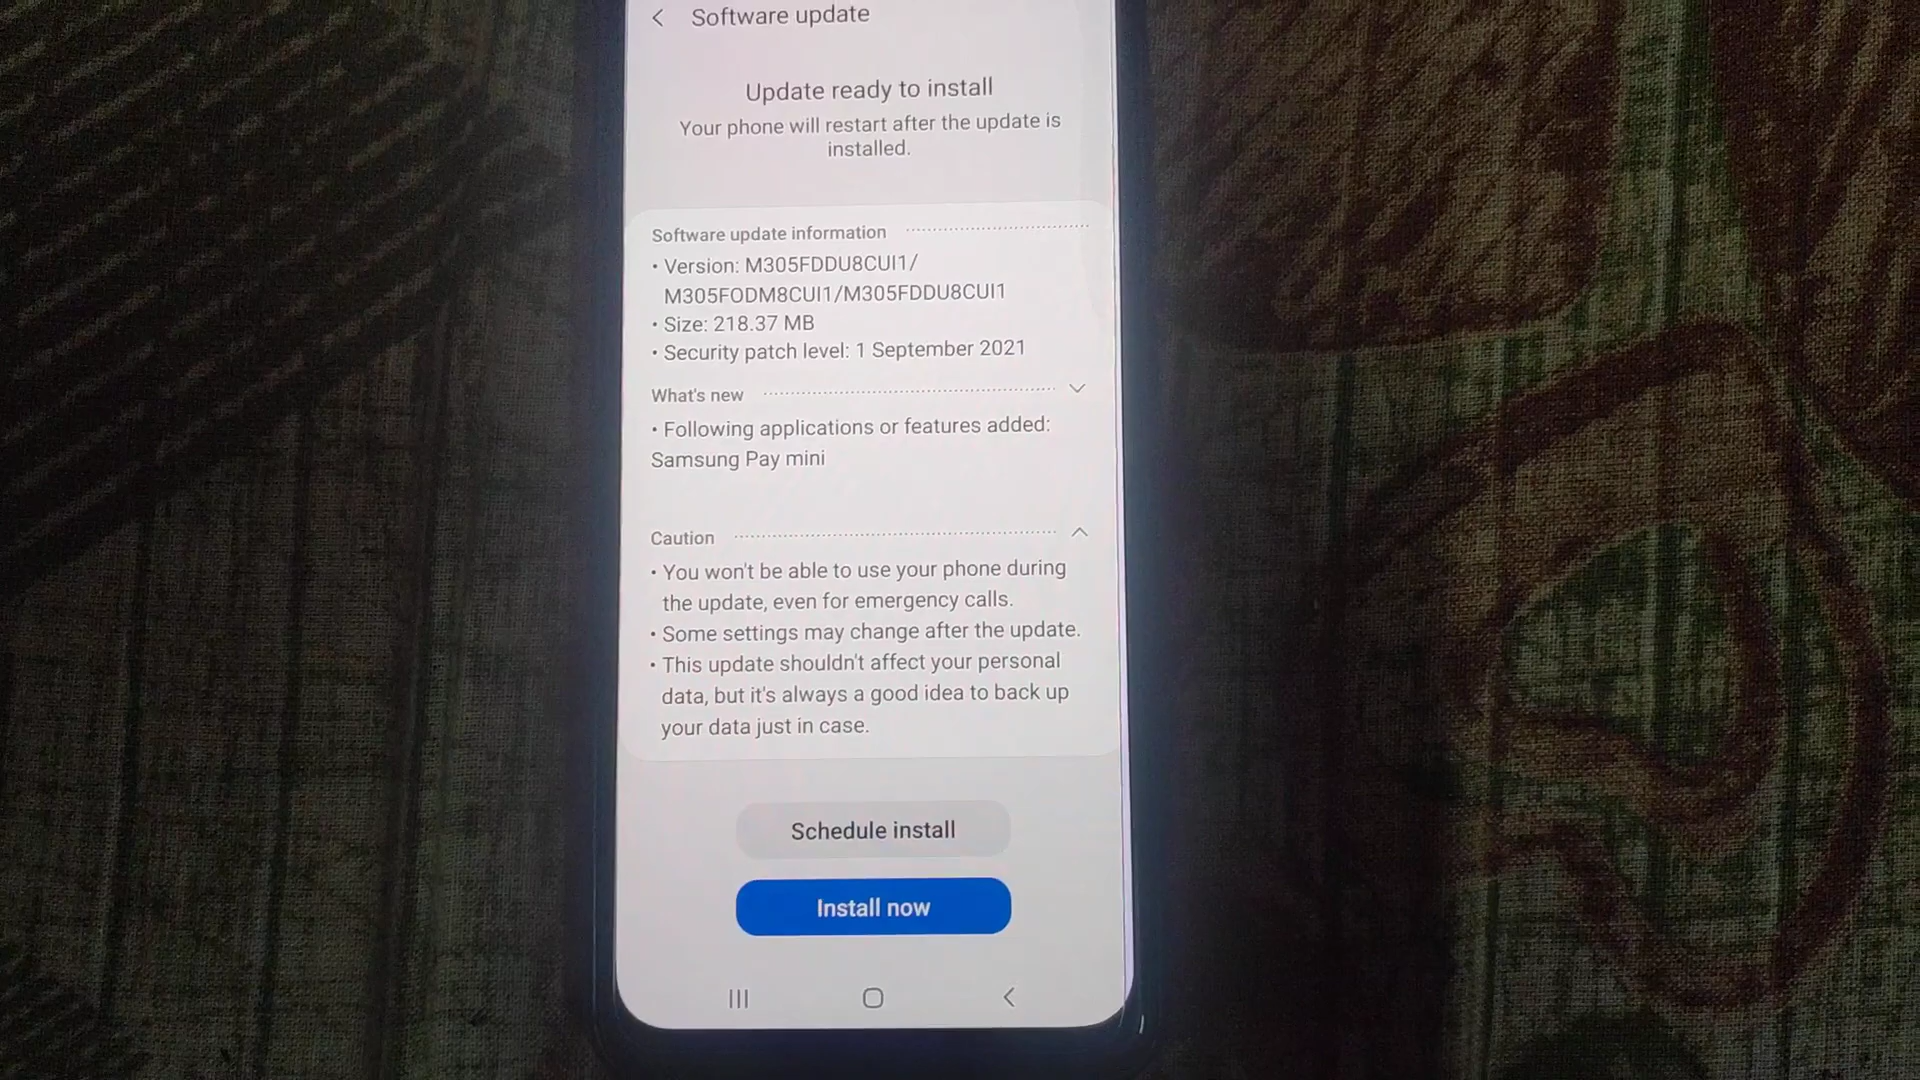 Software update
Update ready to install
Your phone will restart after the update is
installed.
Software update information
• Version: M305FDDU8CUI1/
M305FODM8CUI1/M305FDDU8CUI1
• Size: 218.37 MB
• Security patch level: 1 September 2021
What's new
• Following applications or features added:
Samsung Pay mini
Caution
• You won't be able to use your phone during
the update, even for emergency calls.
• Some settings may change after the update.
• This update shouldn't affect your personal
data, but it's always a good idea to back up
your data just in case.
Schedule install
Install now